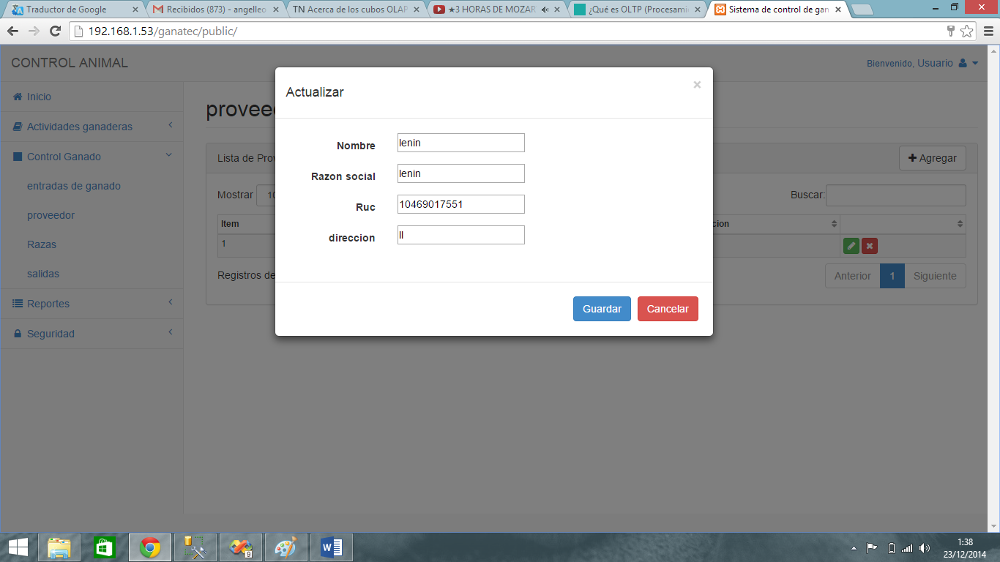 Traductor de Google
Recibidos (873) - angelleo
TN Acerca de los cubos OLAP
★3 HORAS DE MOZAR
¿Qué es OLTP (Procesami
Sistema de control de gan
192.168.1.53/ganatec/public/
CONTROL ANIMAL
Bienvenido, Usuario
Inicio
Actividades ganaderas
Control Ganado
entradas de ganado
proveedor
Razas
salidas
Reportes
Seguridad
provee
Lista de Prov
Agregar
Mostrar 10
Buscar:
Item
cion
1
Registros de
Anterior 1 Siguiente
Actualizar
×
Nombre lenin
Razon social lenin
Ruc 10469017551
direccion ll
Guardar Cancelar
9
1:38
23/12/2014